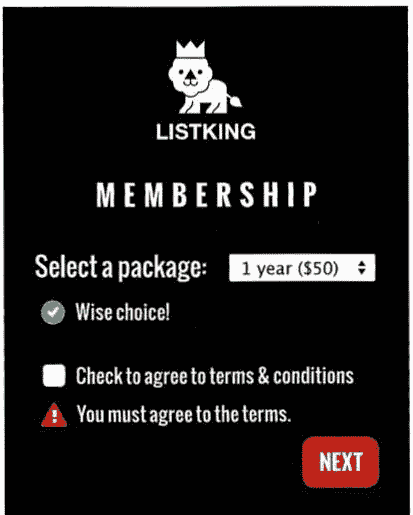 LISTKING
MEMBERSHIP
Select a package: 1 year ($50)
Wise choice!
Check to agree to terms & conditions
You must agree to the terms.
NEXT